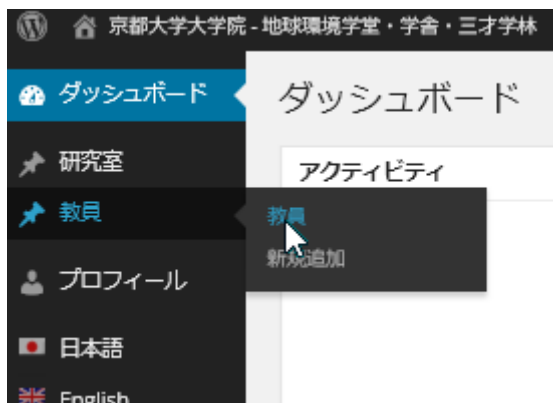 京都大学大学院 - 地球環境学堂・学舎・三才学林
ダッシュボード
ダッシュボード
研究室
アクティビティ
教員
教員
新規追加
プロフィール
日本語
English